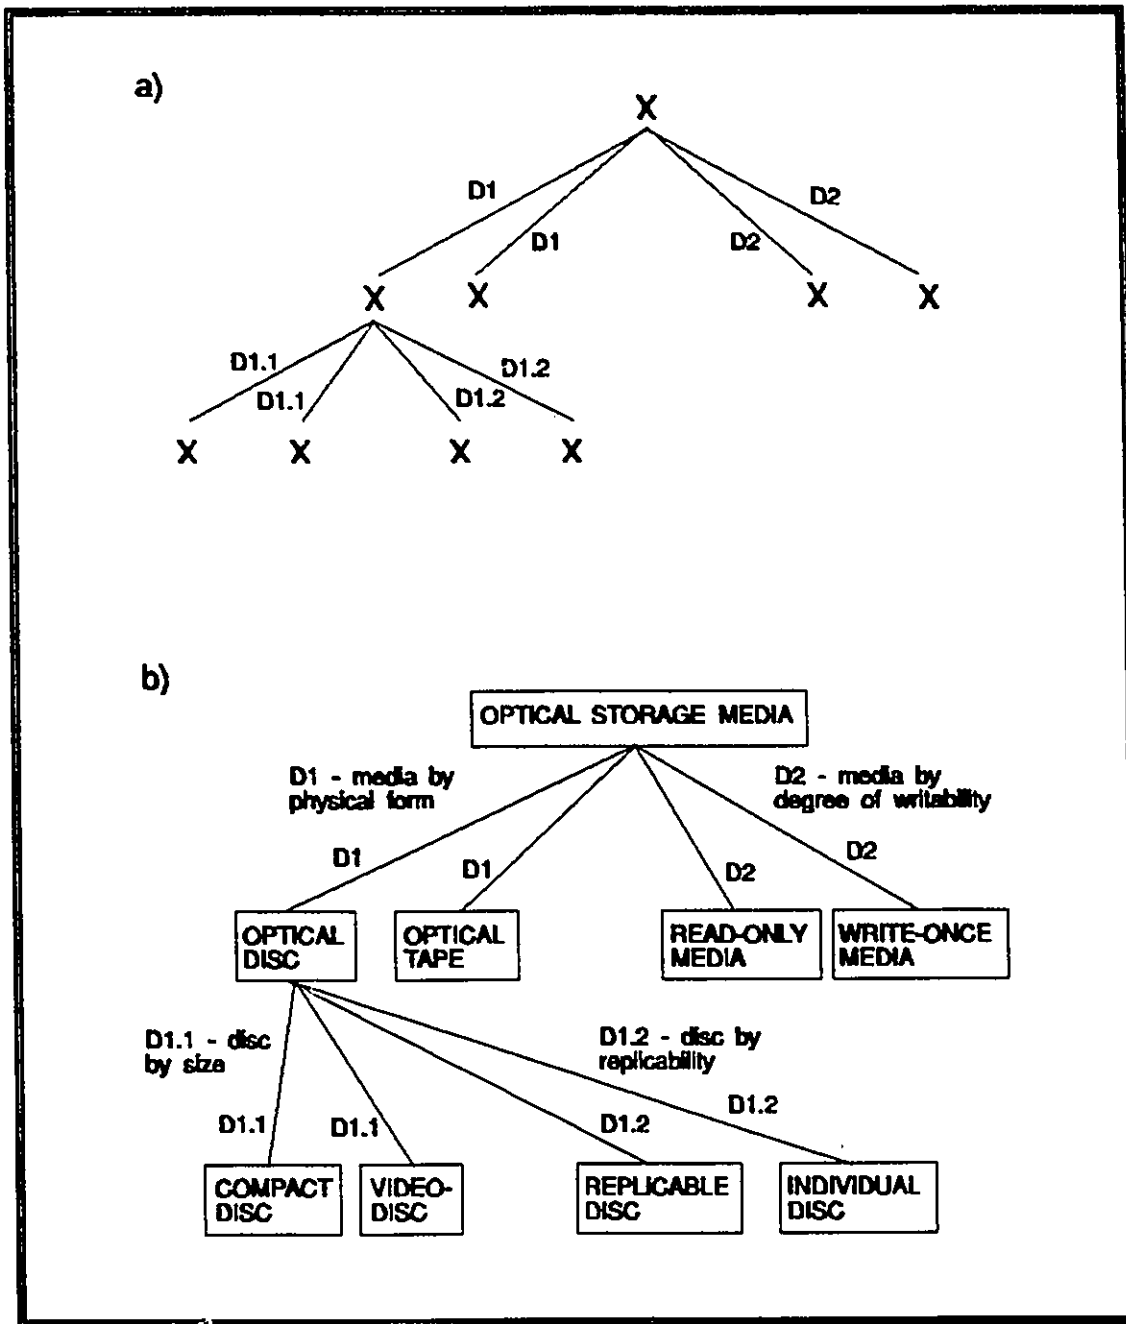 a)
X
D1
D2
D1
D2
X
X
X
X
D1.1
D1.2
D1.1
D1.2
X
X
X
X
b)
OPTICAL STORAGE MEDIA
D1 - media by
physical form
D2 - media by
degree of writability
D1
D1
D2
D2
OPTICAL
DISC
OPTICAL
TAPE
READ-ONLY
MEDIA
WRITE-ONCE
MEDIA
D1.1 - disc
by size
D1.2 - disc by
replicability
D1.1
D1.1
D1.2
D1.2
COMPACT
DISC
VIDEO-
DISC
REPLICABLE
DISC
INDIVIDUAL
DISC